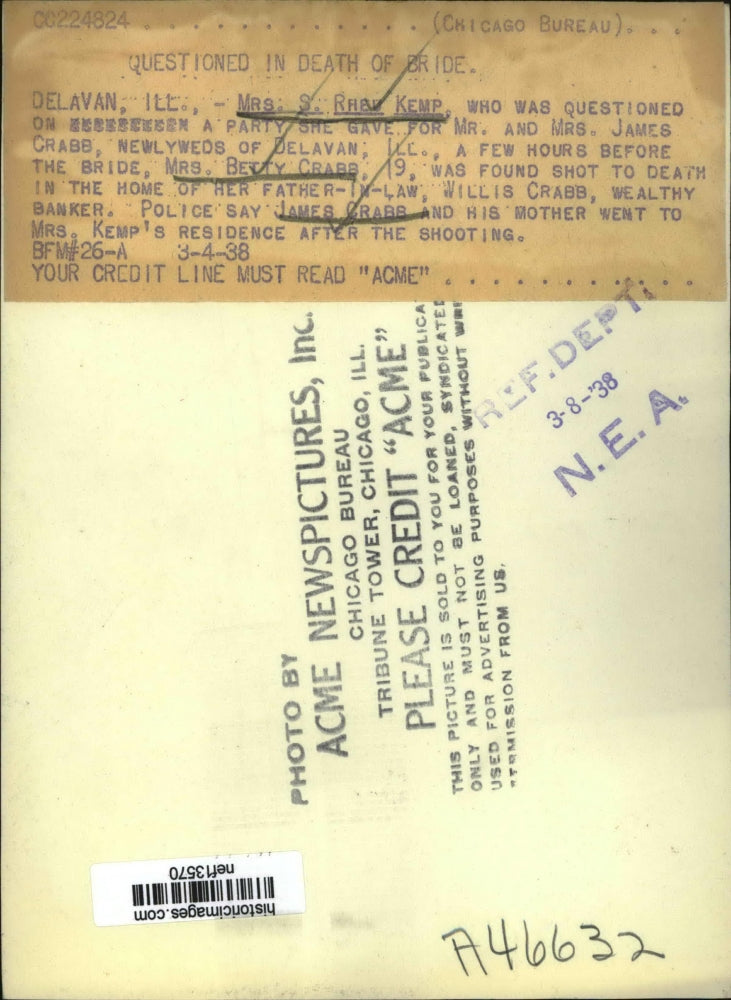 CG224824 . . . . . . . . . . . . (CHICAGO BUREAU). . .
QUESTIONED IN DEATH OF BRIDE.
DELAVAN, ILL., - MRS. S. KEMP, WHO WAS QUESTIONED
ON A PARTY SHE GAVE FOR MR. AND MRS. JAMES
CRABB, NEWLYWEDS OF DELAVAN, ILL., A FEW HOURS BEFORE
THE BRIDE, MRS. BETTY CRABB, 19, WAS FOUND SHOT TO DEATH
IN THE HOME OF HER FATHER-IN-LAW, WILLIS CRABB, WEALTHY
BANKER. POLICE SAY JAMES CRABB AND HIS MOTHER WENT TO
MRS. KEMP'S RESIDENCE AFTER THE SHOOTING.
BFM#26-A 3-4-38
YOUR CREDIT LINE MUST READ "ACME" . . . . . . . . . . . .
PHOTO BY
ACME NEWSPICTURES, Inc.
CHICAGO BUREAU
TRIBUNE TOWER, CHICAGO, ILL.
PLEASE CREDIT "ACME"
THIS PICTURE IS SOLD TO YOU FOR YOUR PUBLICA
ONLY AND MUST NOT BE LOANED, SYNDICATED
USED FOR ADVERTISING PURPOSES WITHOUT WRI
PERMISSION FROM US.
REF. DEPT.
3-8-'38
N. E. A.
historicimages.com
nef13570
A46632